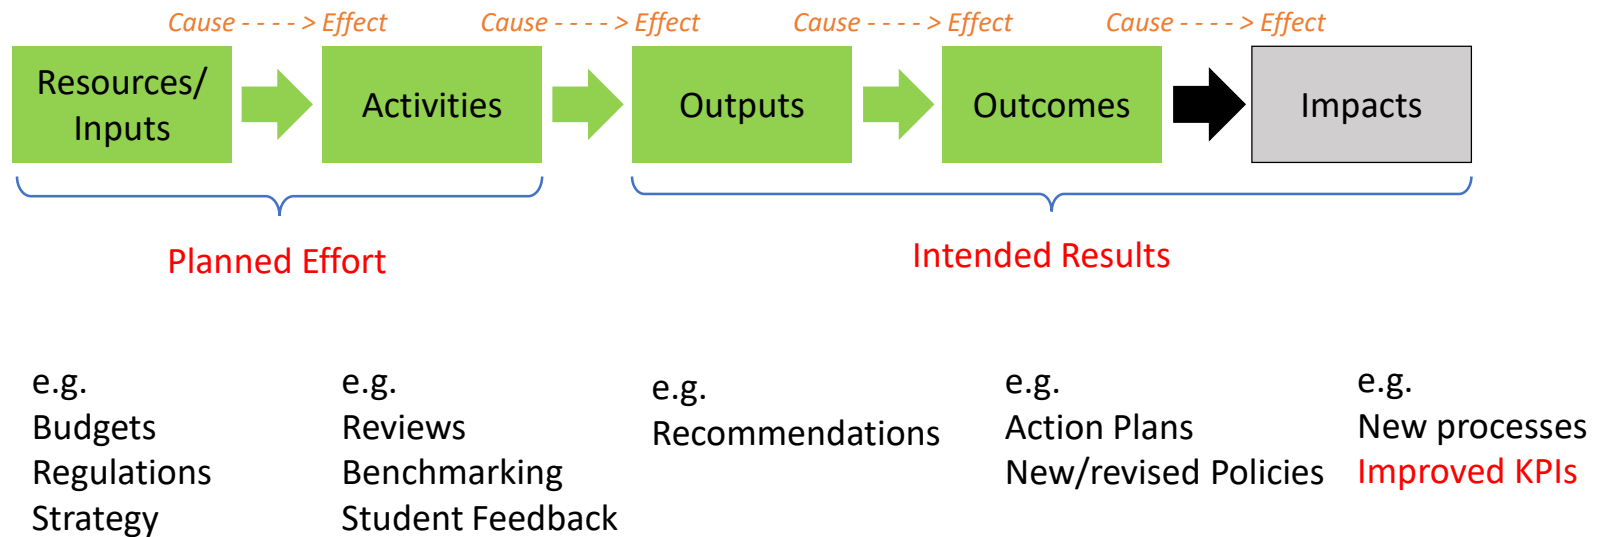 Cause - - - - > Effect
Cause - - - - > Effect
Cause - - - - > Effect
Cause - - - - > Effect
Resources/
Inputs
Activities
Outputs
Outcomes
Impacts
Planned Effort
Intended Results
e.g.
Budgets
Regulations
Strategy
e.g.
Reviews
Benchmarking
Student Feedback
e.g.
Recommendations
e.g.
Action Plans
New/revised Policies
e.g.
New processes
Improved KPIs